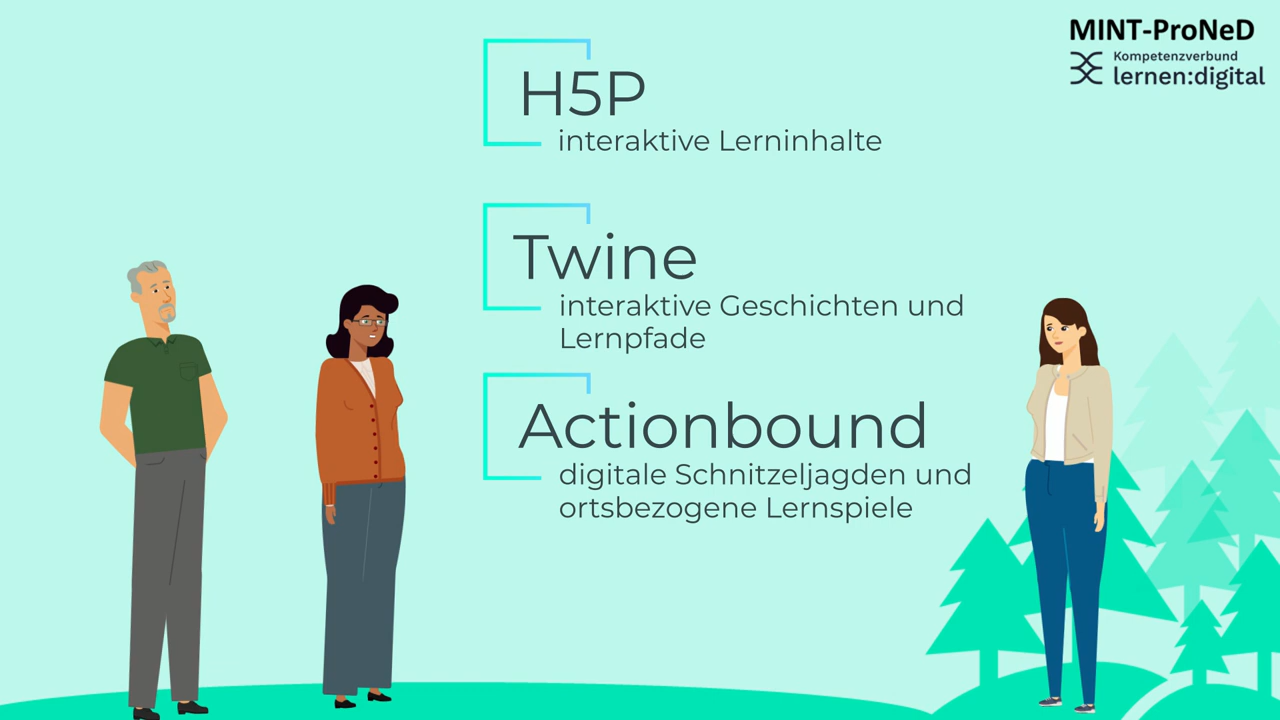 MINT-ProNeD
Kompetenzverbund
lernen:digital
H5P
interaktive Lerninhalte
Twine
interaktive Geschichten und
Lernpfade
Actionbound
digitale Schnitzeljagden und
ortsbezogene Lernspiele